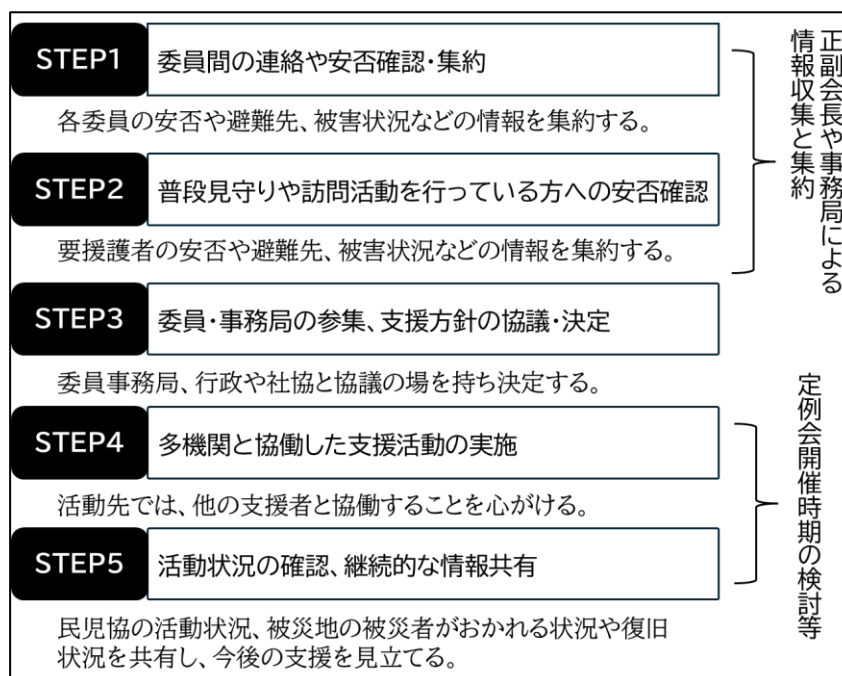 STEP1
委員間の連絡や安否確認・集約
各委員の安否や避難先、被害状況などの情報を集約する。
STEP2
普段見守りや訪問活動を行っている方への安否確認
要援護者の安否や避難先、被害状況などの情報を集約する。
正副会長や事務局による
情報収集と集約
STEP3
委員・事務局の参集、支援方針の協議・決定
委員事務局、行政や社協と協議の場を持ち決定する。
STEP4
多機関と協働した支援活動の実施
活動先では、他の支援者と協働することを心がける。
STEP5
活動状況の確認、継続的な情報共有
民児協の活動状況、被災地の被災者がおかれる状況や復旧
状況を共有し、今後の支援を見立てる。
定例会開催時期の検討等